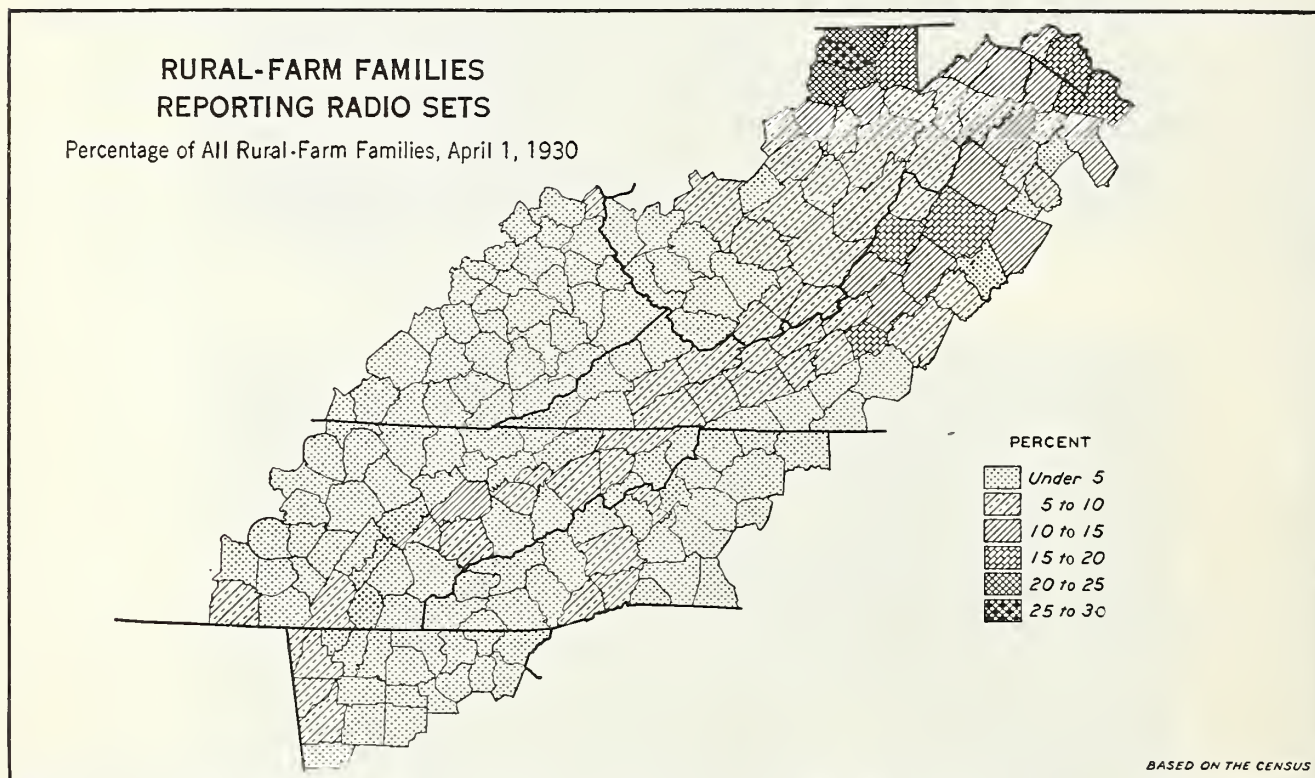 RURAL-FARM FAMILIES
REPORTING RADIO SETS
Percentage of All Rural-Farm Families, April 1, 1930
PERCENT
Under 5
5 to 10
10 to 15
15 to 20
20 to 25
25 to 30
BASED ON THE CENSUS